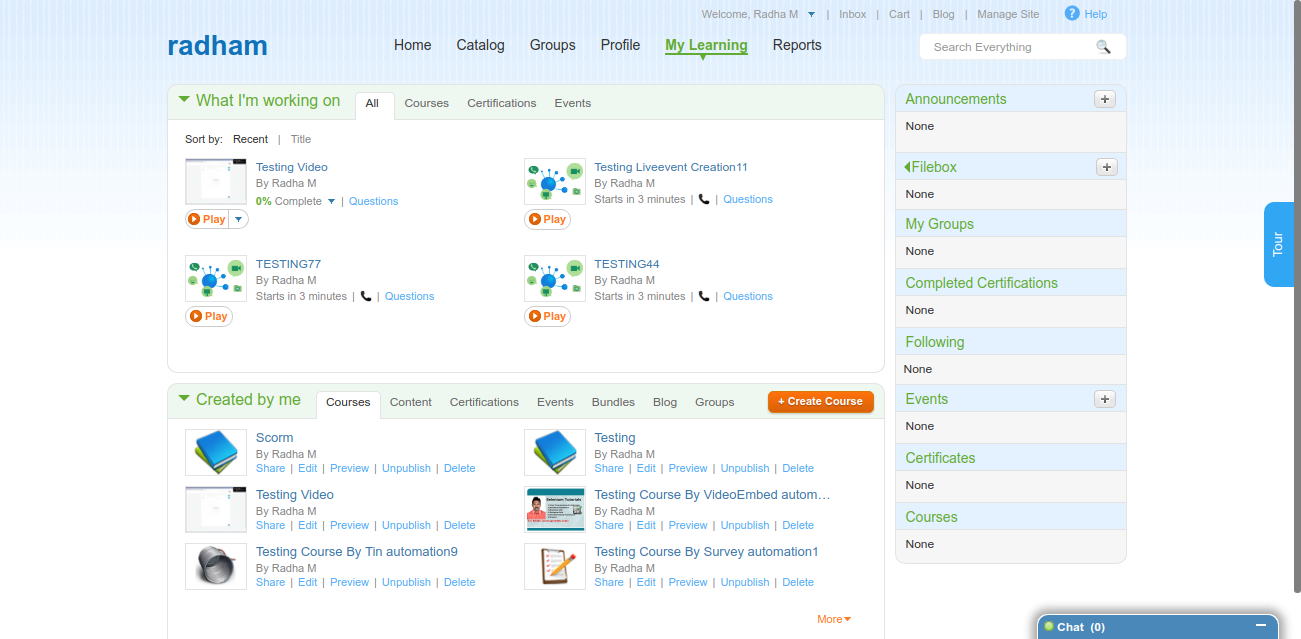 Welcome, Radha M | Inbox | Cart | Blog | Manage Site ? Help
radham
Home Catalog Groups Profile My Learning Reports
Search Everything
What I'm working on All Courses Certifications Events
Sort by: Recent | Title
Testing Video
By Radha M
0% Complete | Questions
Play
Testing Liveevent Creation11
By Radha M
Starts in 3 minutes | | Questions
Play
TESTING77
By Radha M
Starts in 3 minutes | | Questions
Play
TESTING44
By Radha M
Starts in 3 minutes | | Questions
Play
Created by me Courses Content Certifications Events Bundles Blog Groups + Create Course
Scorm
By Radha M
Share | Edit | Preview | Unpublish | Delete
Testing
By Radha M
Share | Edit | Preview | Unpublish | Delete
Testing Video
By Radha M
Share | Edit | Preview | Unpublish | Delete
Selenium Tutorials
Testing Course By VideoEmbed autom…
By Radha M
Share | Edit | Preview | Unpublish | Delete
Testing Course By Tin automation9
By Radha M
Share | Edit | Preview | Unpublish | Delete
Testing Course By Survey automation1
By Radha M
Share | Edit | Preview | Unpublish | Delete
More
Announcements +
None
Filebox +
None
My Groups
None
Completed Certifications
None
Following
None
Events +
None
Certificates
None
Courses
None
Tour
Chat (0)